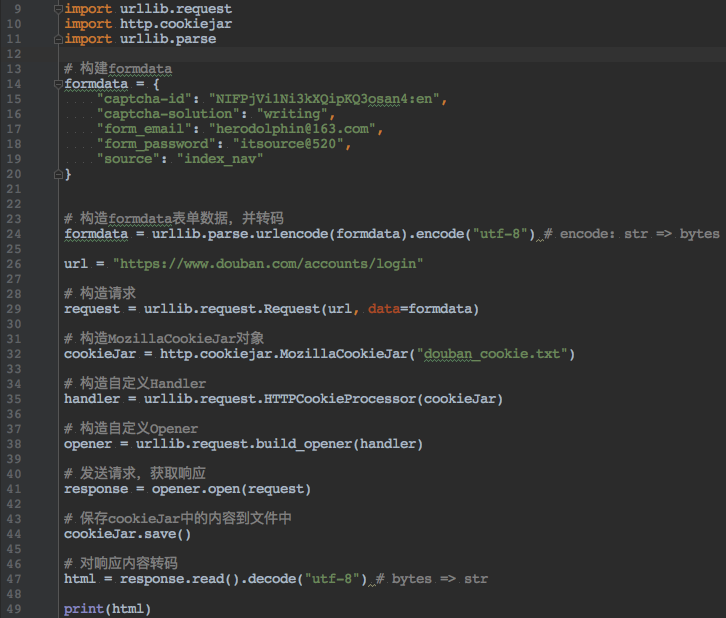 9 import urllib.request
10 import http.cookiejar
11 import urllib.parse
12
13 # 构建formdata
14 formdata = {
15 "captcha-id": "NIFPjVi1Ni3kXQipKQ3osan4:en",
16 "captcha-solution": "writing",
17 "form_email": "herodolphin@163.com",
18 "form_password": "itsource@520",
19 "source": "index_nav"
20 }
21
22
23 # 构造formdata表单数据，并转码
24 formdata = urllib.parse.urlencode(formdata).encode("utf-8") # encode: str => bytes
25
26 url = "https://www.douban.com/accounts/login"
27
28 # 构造请求
29 request = urllib.request.Request(url, data=formdata)
30
31 # 构造MozillaCookieJar对象
32 cookieJar = http.cookiejar.MozillaCookieJar("douban_cookie.txt")
33
34 # 构造自定义Handler
35 handler = urllib.request.HTTPCookieProcessor(cookieJar)
36
37 # 构造自定义Opener
38 opener = urllib.request.build_opener(handler)
39
40 # 发送请求，获取响应
41 response = opener.open(request)
42
43 # 保存cookieJar中的内容到文件中
44 cookieJar.save()
45
46 # 对响应内容转码
47 html = response.read().decode("utf-8") # bytes => str
48
49 print(html)